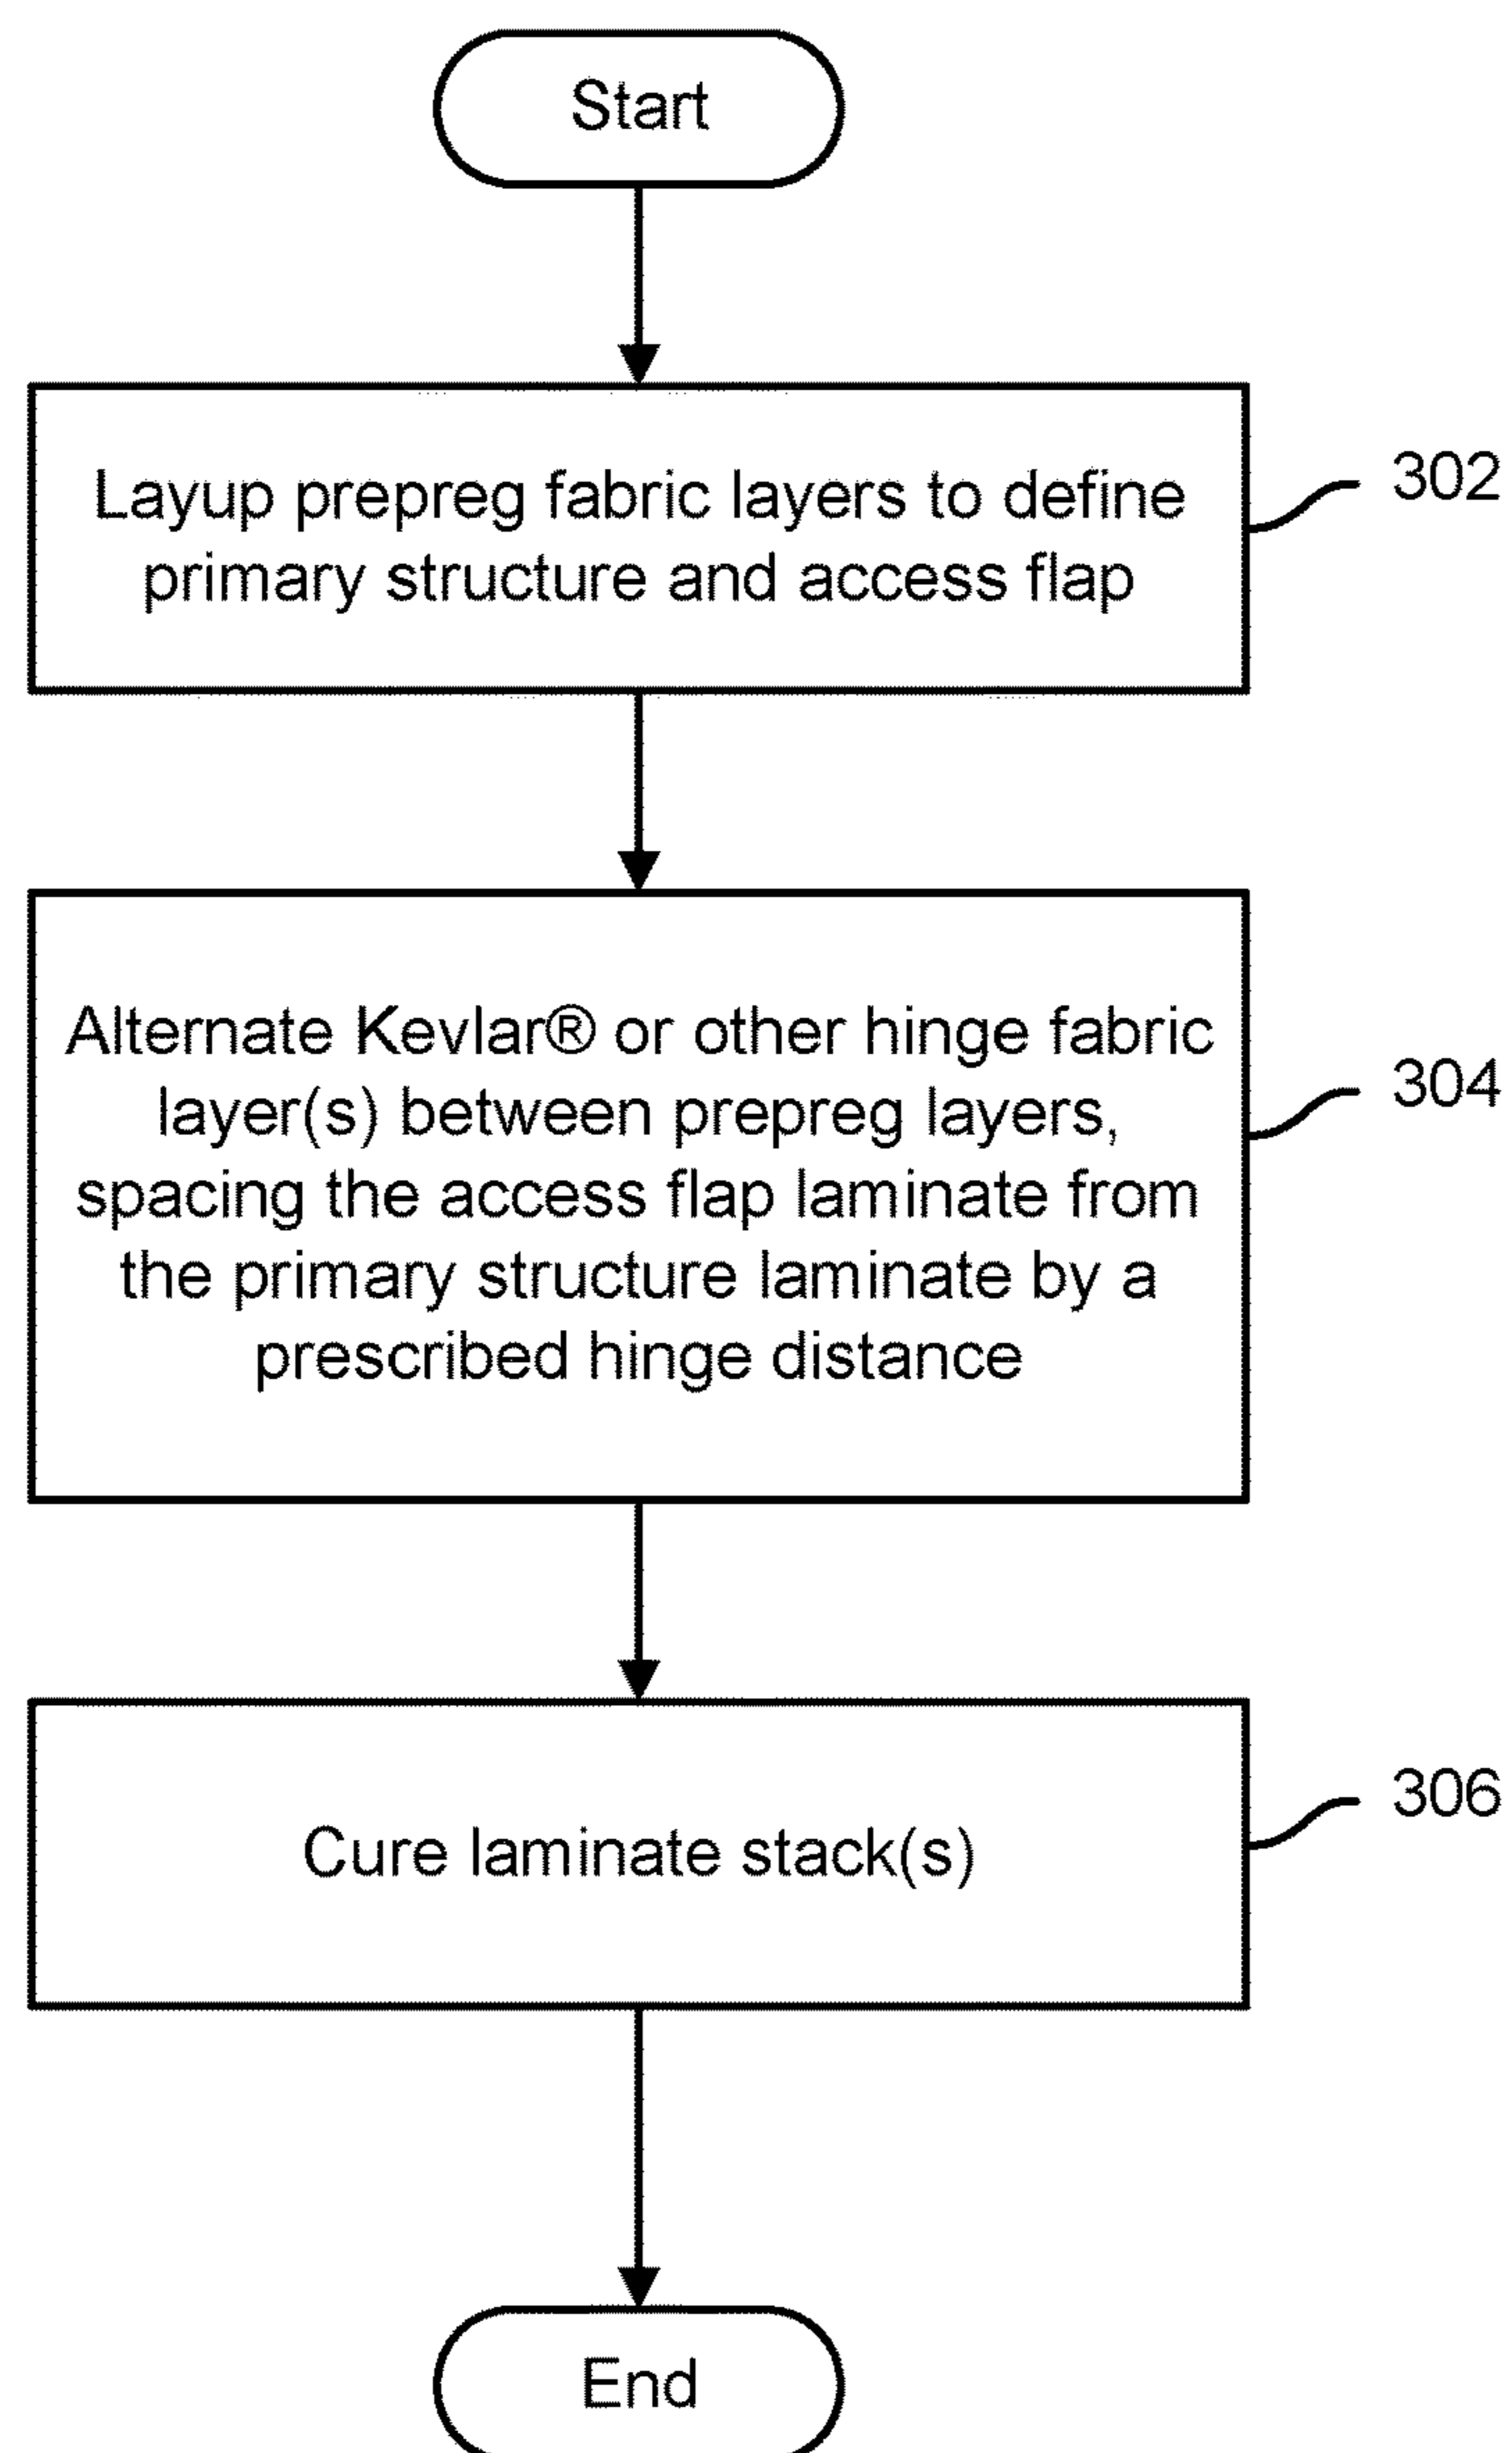 Start
Layup prepreg fabric layers to define
primary structure and access flap
302
Alternate Kevlar® or other hinge fabric
layer(s) between prepreg layers,
spacing the access flap laminate from
the primary structure laminate by a
prescribed hinge distance
304
Cure laminate stack(s)
306
End